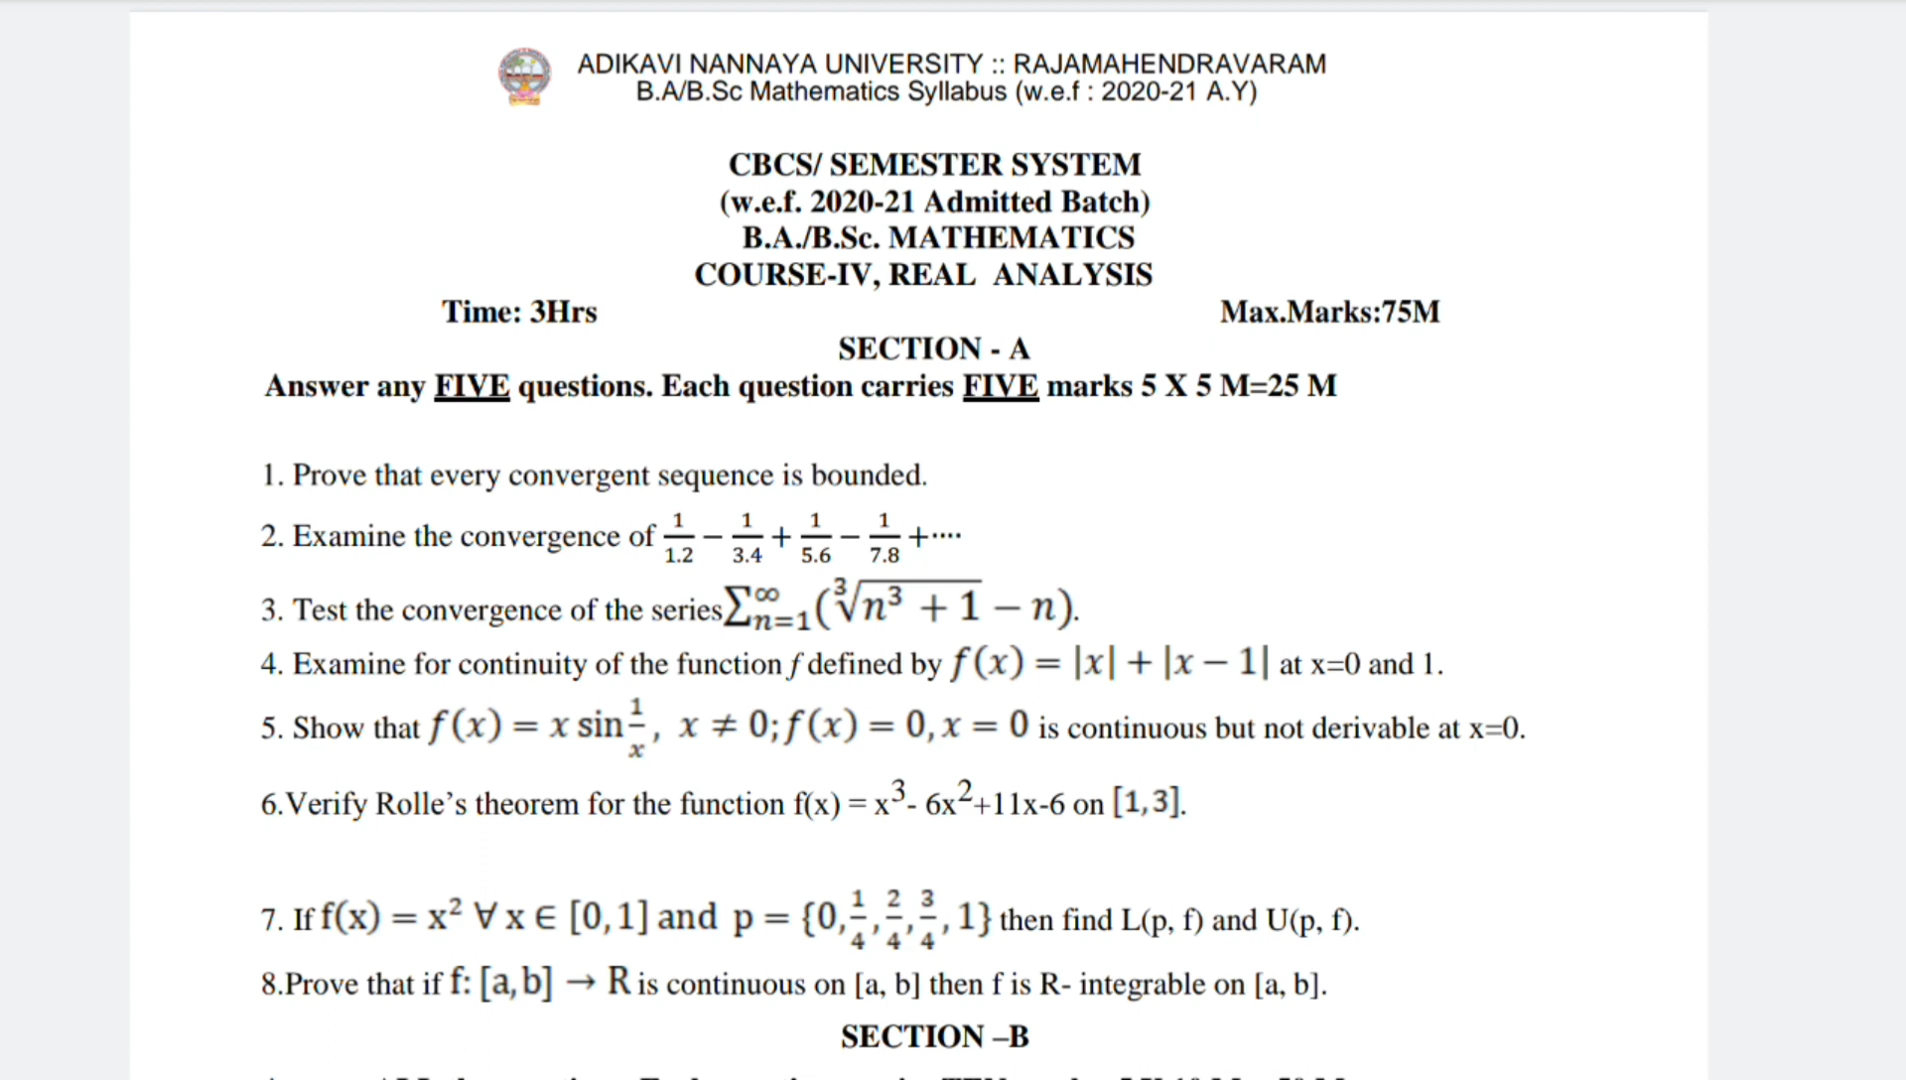 ADIKAVI NANNAYA UNIVERSITY :: RAJAMAHENDRAVARAM
B.A/B.Sc Mathematics Syllabus (w.e.f : 2020-21 A.Y)
CBCS/ SEMESTER SYSTEM
(w.e.f. 2020-21 Admitted Batch)
B.A./B.Sc. MATHEMATICS
COURSE-IV, REAL ANALYSIS
Time: 3Hrs Max.Marks:75M
SECTION - A
Answer any FIVE questions. Each question carries FIVE marks 5 X 5 M=25 M
1. Prove that every convergent sequence is bounded.
2. Examine the convergence of 1/1.2 − 1/3.4 + 1/5.6 − 1/7.8 +····
3. Test the convergence of the series ∑_{n=1}^{∞} (∛(n³ + 1) − n).
4. Examine for continuity of the function f defined by f(x) = |x| + |x − 1| at x=0 and 1.
5. Show that f(x) = x sin 1/x, x ≠ 0; f(x) = 0, x = 0 is continuous but not derivable at x=0.
6.Verify Rolle’s theorem for the function f(x) = x³- 6x²+11x-6 on [1,3].
7. If f(x) = x² ∀ x ∈ [0,1] and p = {0, 1/4, 2/4, 3/4, 1} then find L(p, f) and U(p, f).
8.Prove that if f: [a,b] → R is continuous on [a, b] then f is R- integrable on [a, b].
SECTION –B